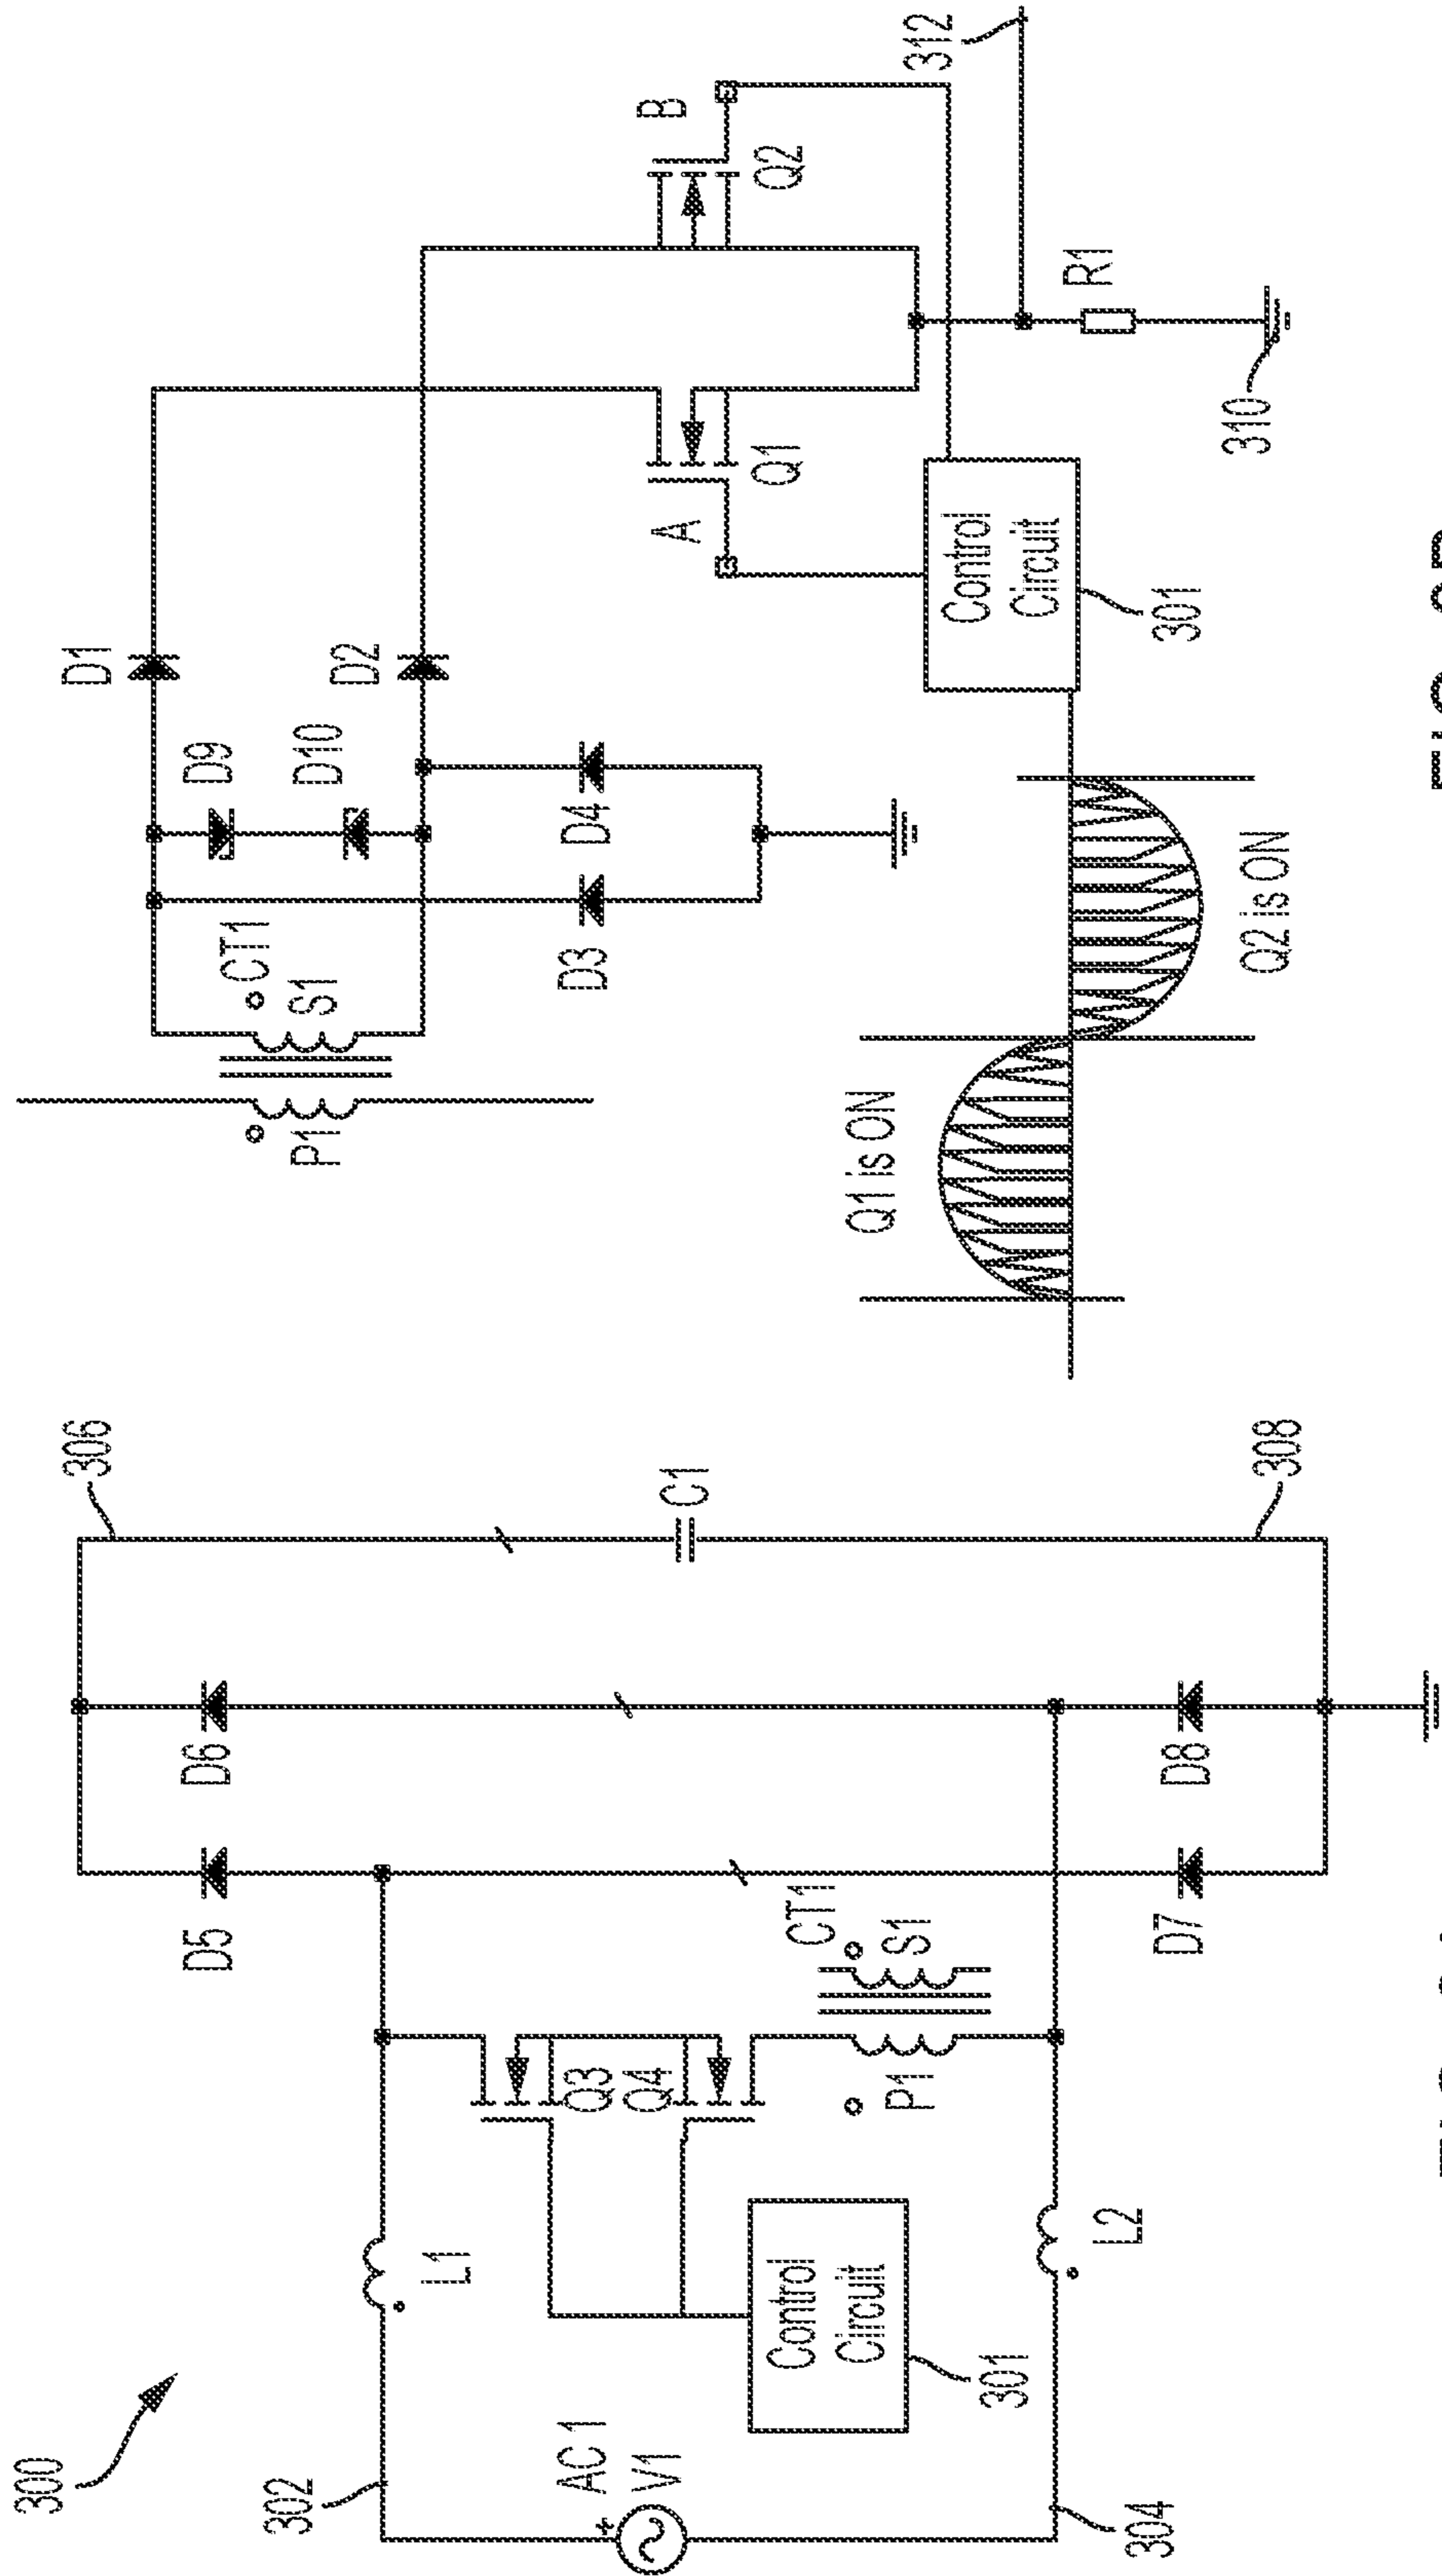 300
302
304
AC 1
V1
+
L1
L2
Control
Circuit
301
Q3
Q4
P1
CT1
S1
D5
D6
D7
D8
306
C1
308
P1
CT1
S1
D9
D10
D1
D2
D3
D4
A
Q1
B
Q2
Q1 is ON
Q2 is ON
Control
Circuit
301
R1
310
312